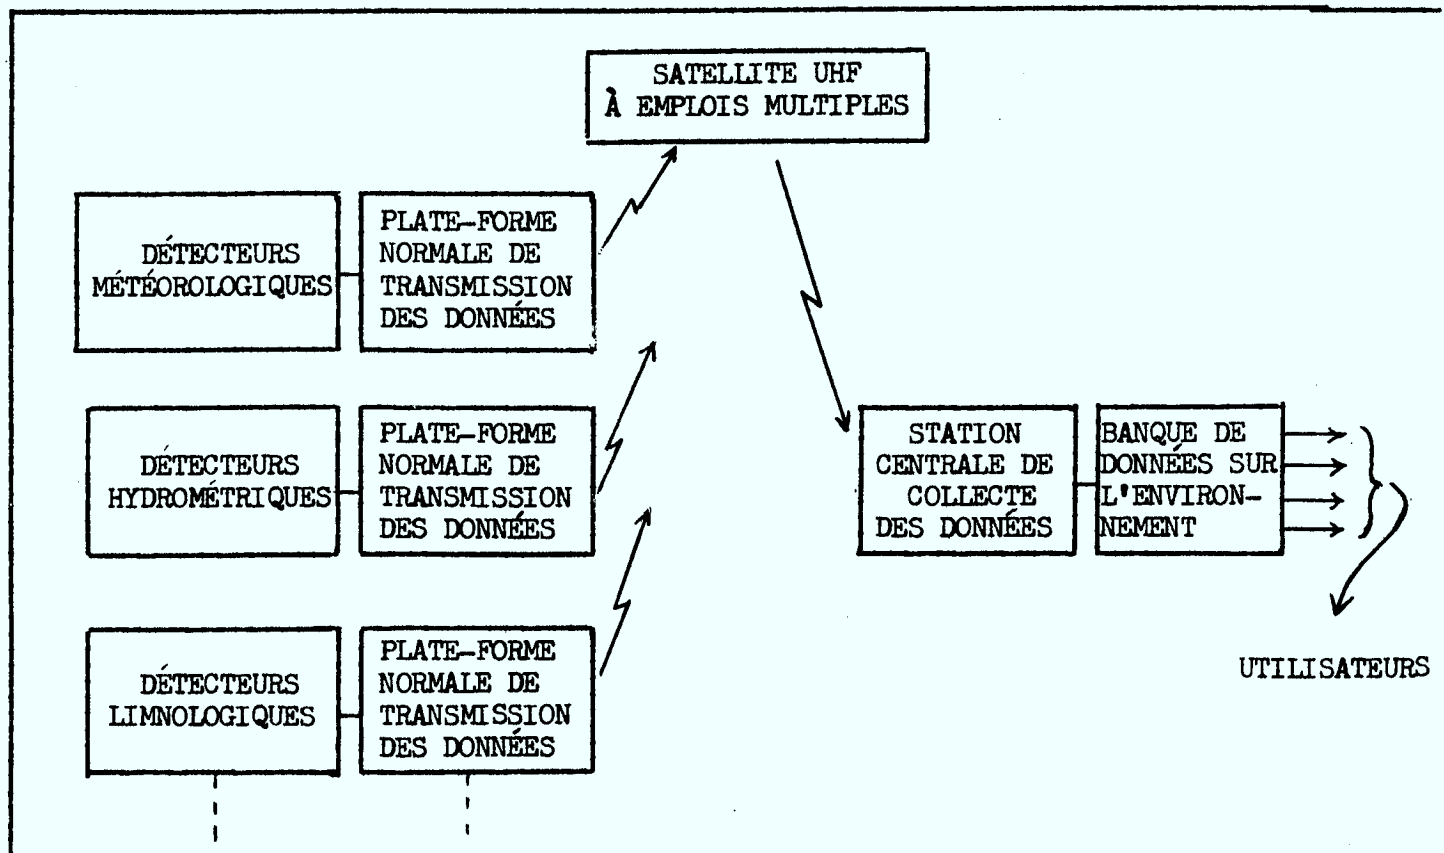 SATELLITE UHF
À EMPLOIS MULTIPLES
DÉTECTEURS
MÉTÉOROLOGIQUES
PLATE-FORME
NORMALE DE
TRANSMISSION
DES DONNÉES
DÉTECTEURS
HYDROMÉTRIQUES
PLATE-FORME
NORMALE DE
TRANSMISSION
DES DONNÉES
STATION
CENTRALE DE
COLLECTE
DES DONNÉES
BANQUE DE
DONNÉES SUR
L'ENVIRON-
NEMENT
DÉTECTEURS
LIMNOLOGIQUES
PLATE-FORME
NORMALE DE
TRANSMISSION
DES DONNÉES
UTILISATEURS